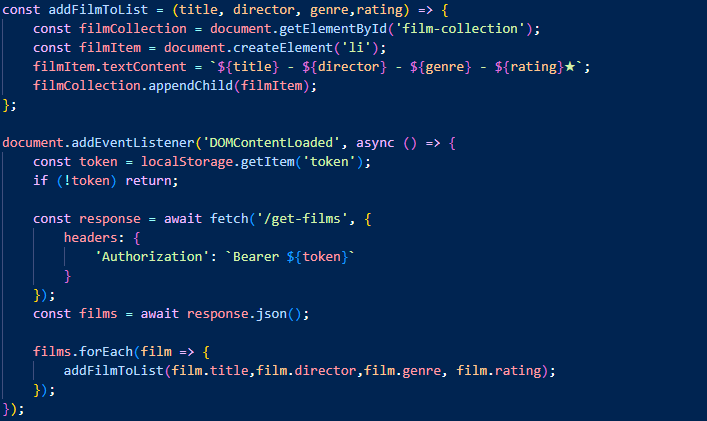 const addFilmToList = (title, director, genre,rating) => {
    const filmCollection = document.getElementById('film-collection');
    const filmItem = document.createElement('li');
    filmItem.textContent = `${title} - ${director} - ${genre} - ${rating}★`;
    filmCollection.appendChild(filmItem);
};

document.addEventListener('DOMContentLoaded', async () => {
    const token = localStorage.getItem('token');
    if (!token) return;

    const response = await fetch('/get-films', {
        headers: {
            'Authorization': `Bearer ${token}`
        }
    });
    const films = await response.json();

    films.forEach(film => {
        addFilmToList(film.title,film.director,film.genre, film.rating);
    });
});